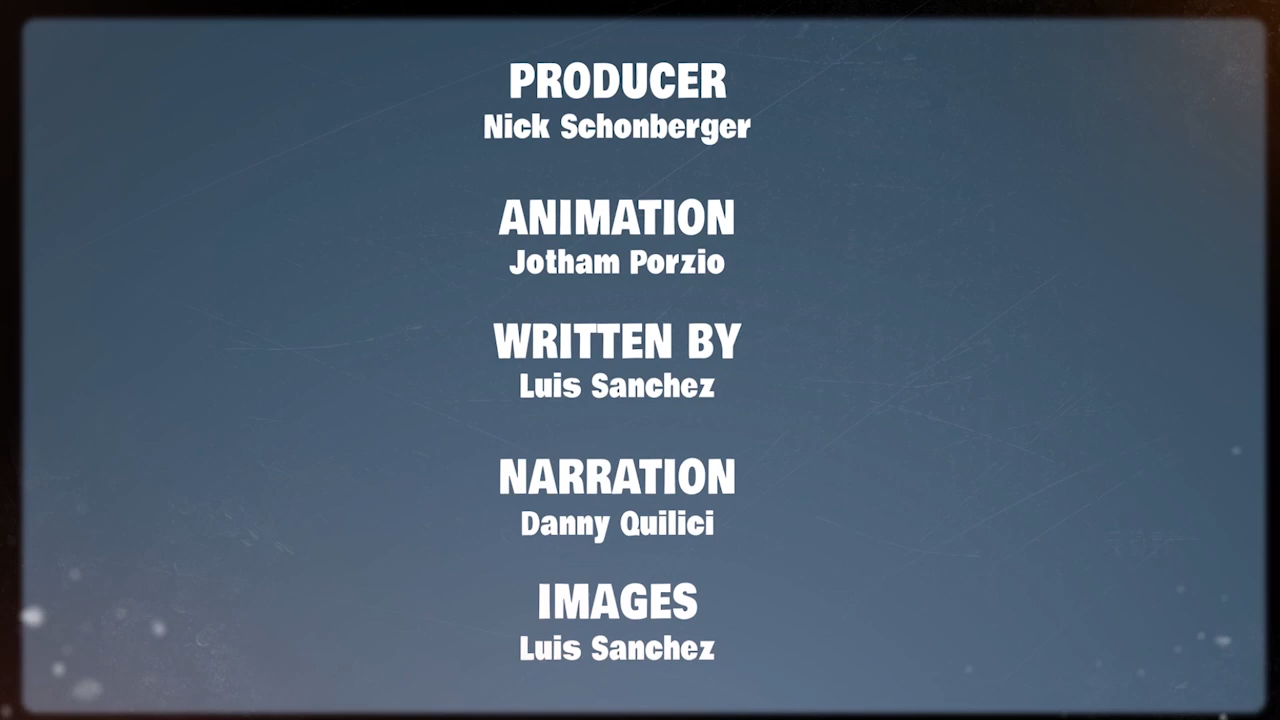 PRODUCER
Nick Schonberger
ANIMATION
Jotham Porzio
WRITTEN BY
Luis Sanchez
NARRATION
Danny Quilici
IMAGES
Luis Sanchez